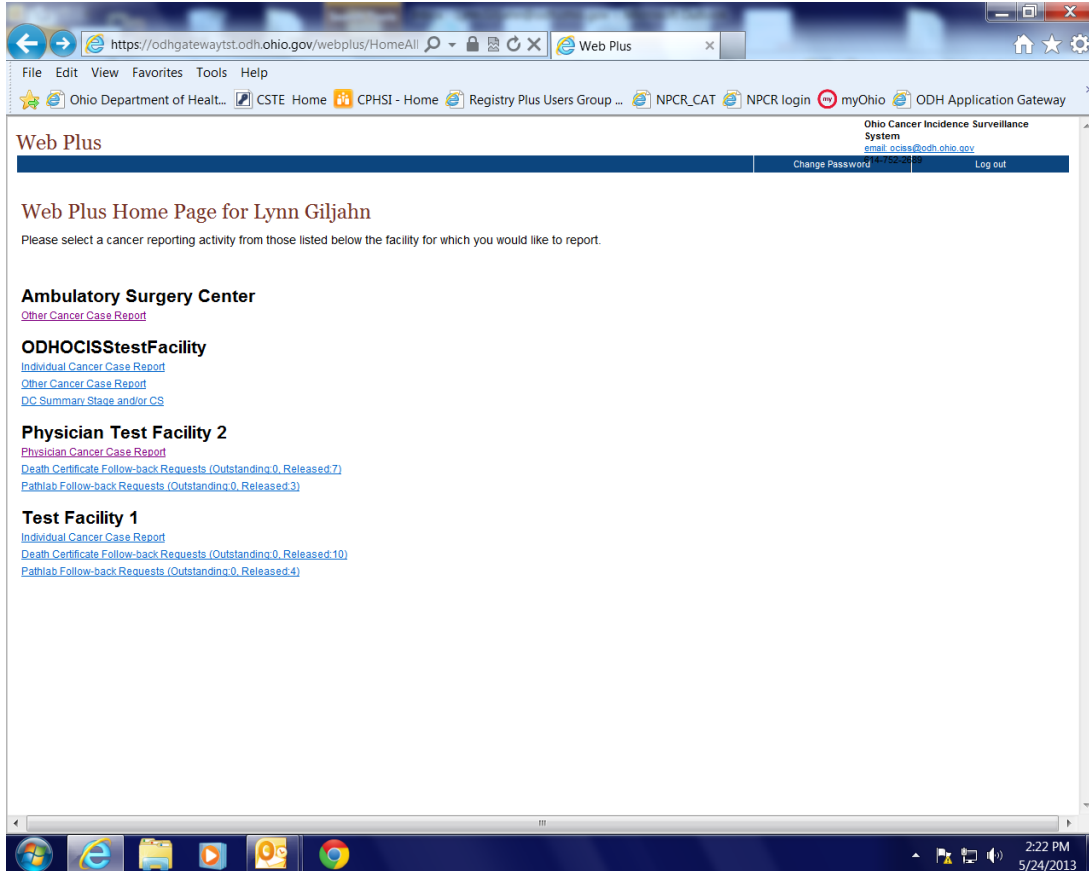 https://odhgatewaytst.odh.ohio.gov/webplus/HomeAll
Web Plus
File Edit View Favorites Tools Help
Ohio Department of Healt... CSTE Home CPHSI - Home Registry Plus Users Group ... NPCR_CAT NPCR login my myOhio ODH Application Gateway
Web Plus
Ohio Cancer Incidence Surveillance
System
email: ociss@odh.ohio.gov
614-752-2689
Change Password Log out
Web Plus Home Page for Lynn Giljahn
Please select a cancer reporting activity from those listed below the facility for which you would like to report.
Ambulatory Surgery Center
Other Cancer Case Report
ODHOCISStestFacility
Individual Cancer Case Report
Other Cancer Case Report
DC Summary Stage and/or CS
Physician Test Facility 2
Physician Cancer Case Report
Death Certificate Follow-back Requests (Outstanding:0, Released:7)
Pathlab Follow-back Requests (Outstanding:0, Released:3)
Test Facility 1
Individual Cancer Case Report
Death Certificate Follow-back Requests (Outstanding:0, Released:10)
Pathlab Follow-back Requests (Outstanding:0, Released:4)
2:22 PM
5/24/2013